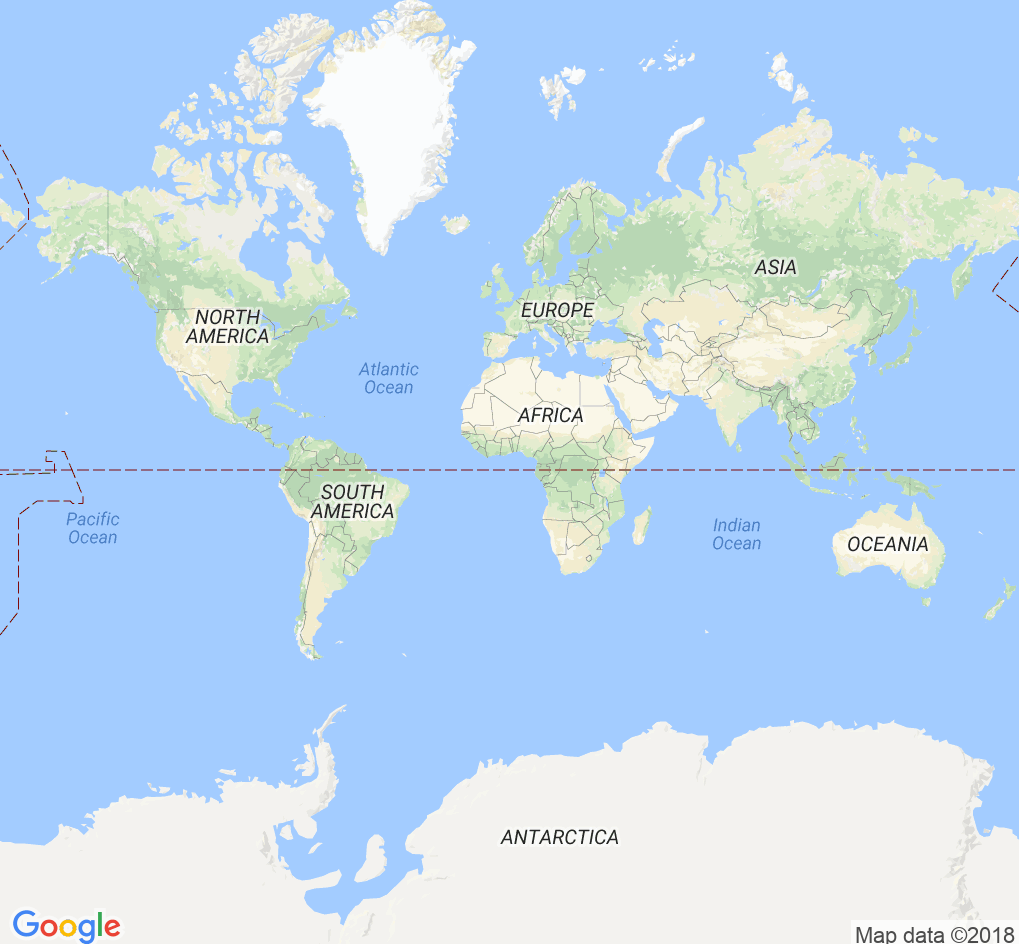 ASIA
EUROPE
NORTH
AMERICA
Atlantic
Ocean
AFRICA
SOUTH
AMERICA
Pacific
Ocean
Indian
Ocean
OCEANIA
ANTARCTICA
Google
Map data ©2018